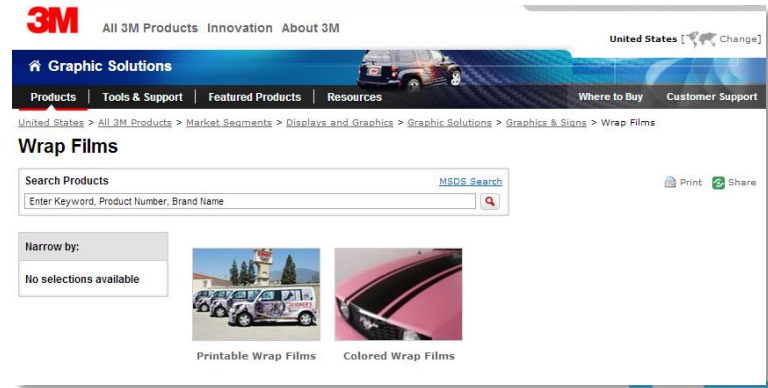 3M
All 3M Products Innovation About 3M
United States [ Change]
Graphic Solutions
Products Tools & Support Featured Products Resources Where to Buy Customer Support
United States > All 3M Products > Market Segments > Displays and Graphics > Graphic Solutions > Graphics & Signs > Wrap Films
Wrap Films
Search Products MSDS Search
Enter Keyword, Product Number, Brand Name
Print Share
Narrow by:
No selections available
Printable Wrap Films Colored Wrap Films